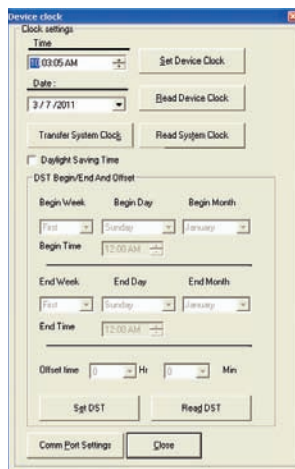 Device clock
Clock settings
Time
10:03:05 AM
Set Device Clock
Date :
3 / 7 /2011
Read Device Clock
Transfer System Clock
Read System Clock
Daylight Saving Time
DST Begin/End And Offset
Begin Week
Begin Day
Begin Month
First
Sunday
January
Begin Time
12:00 AM
End Week
End Day
End Month
First
Sunday
January
End Time
12:00 AM
Offset time
0
Hr
0
Min
Set DST
Read DST
Comm Port Settings
Close